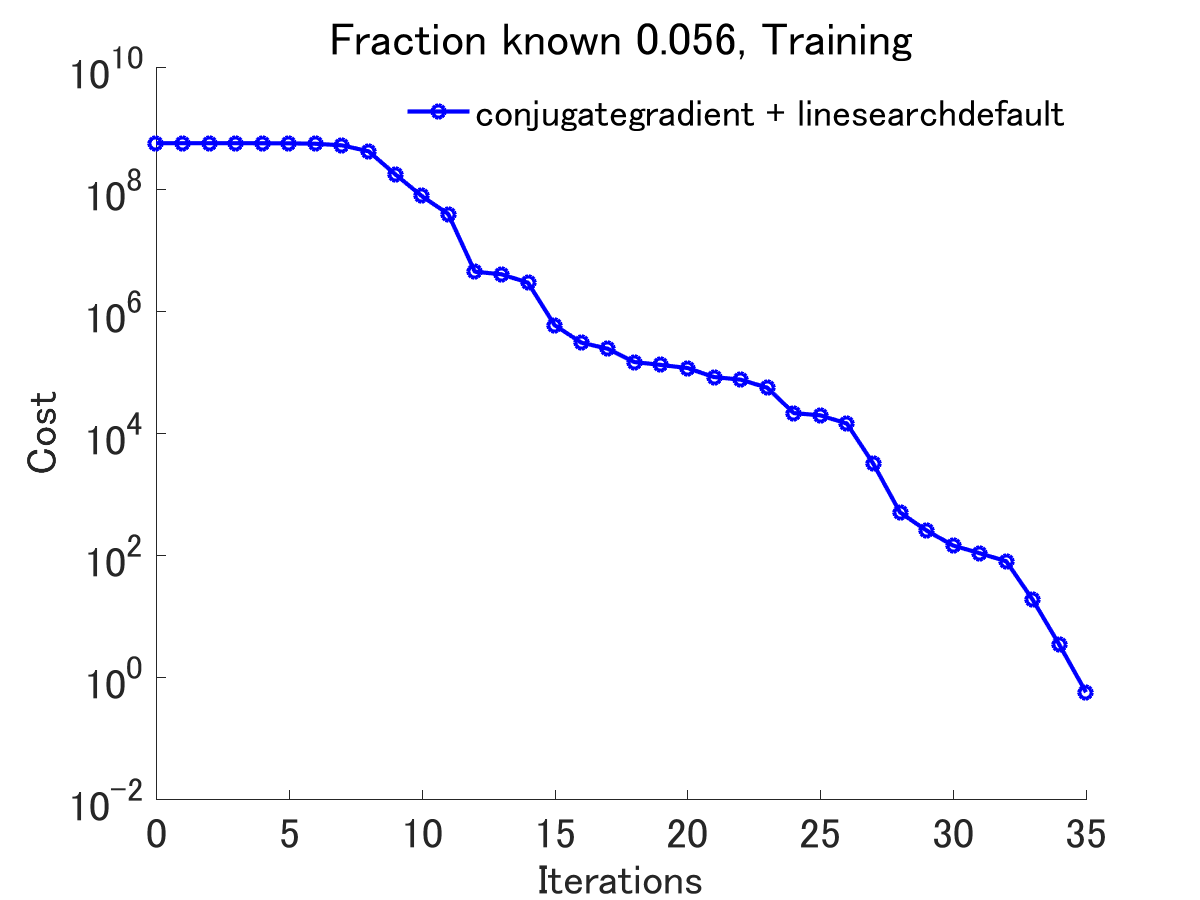 Fraction known 0.056, Training
conjugategradient + linesearchdefault
10^10
10^8
10^6
10^4
10^2
10^0
10^-2
Cost
0 5 10 15 20 25 30 35
Iterations